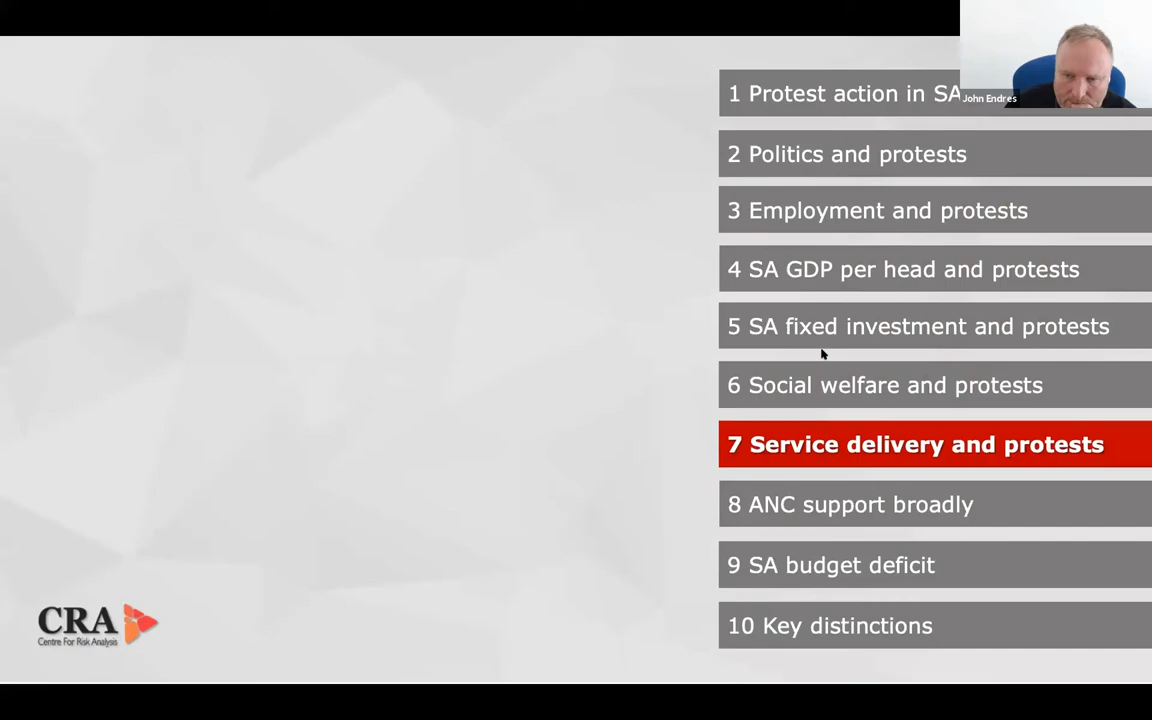 1 Protest action in SA
John Endres
2 Politics and protests
3 Employment and protests
4 SA GDP per head and protests
5 SA fixed investment and protests
6 Social welfare and protests
7 Service delivery and protests
8 ANC support broadly
9 SA budget deficit
10 Key distinctions
CRA
Centre For Risk Analysis